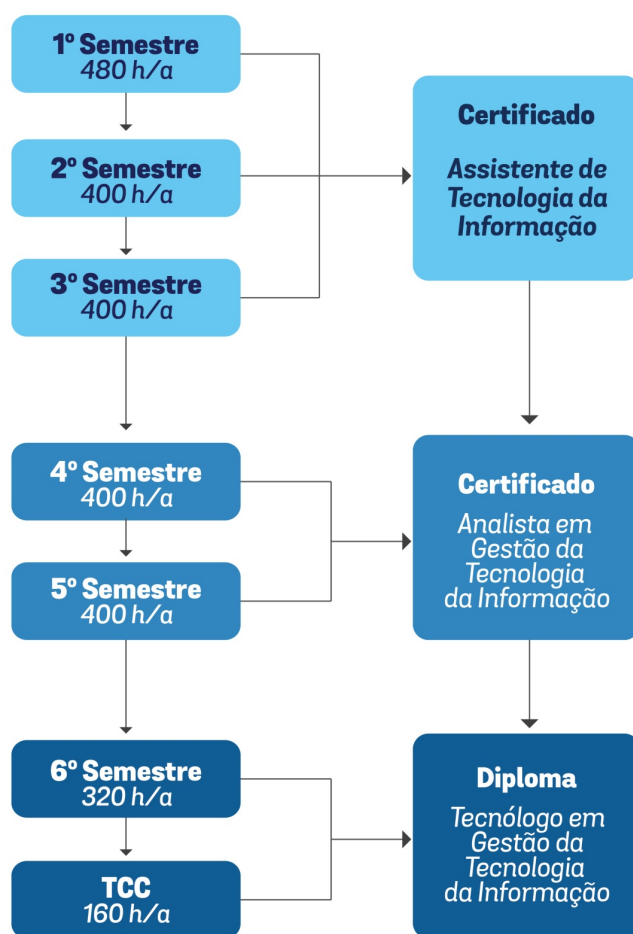 1º Semestre
480 h/a
2º Semestre
400 h/a
3º Semestre
400 h/a
Certificado
Assistente de
Tecnologia da
Informação
4º Semestre
400 h/a
5º Semestre
400 h/a
Certificado
Analista em
Gestão da
Tecnologia
da Informação
6º Semestre
320 h/a
TCC
160 h/a
Diploma
Tecnólogo em
Gestão da
Tecnologia
da Informação